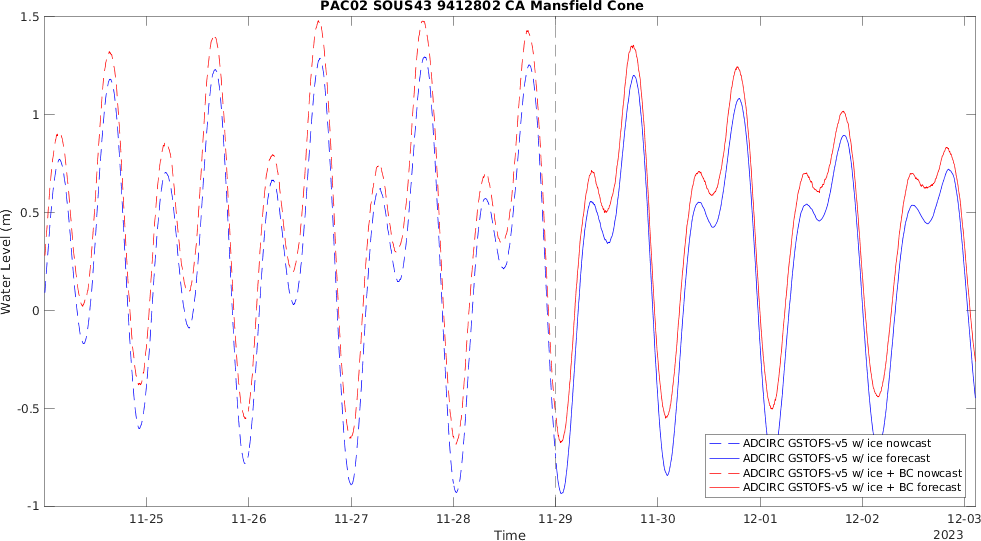 PAC02 SOUS43 9412802 CA Mansfield Cone
1.5
1
0.5
0
-0.5
-1
Water Level (m)
11-25
11-26
11-27
11-28
11-29
11-30
12-01
12-02
12-03
2023
Time
ADCIRC GSTOFS-v5 w/ ice nowcast
ADCIRC GSTOFS-v5 w/ ice forecast
ADCIRC GSTOFS-v5 w/ ice + BC nowcast
ADCIRC GSTOFS-v5 w/ ice + BC forecast